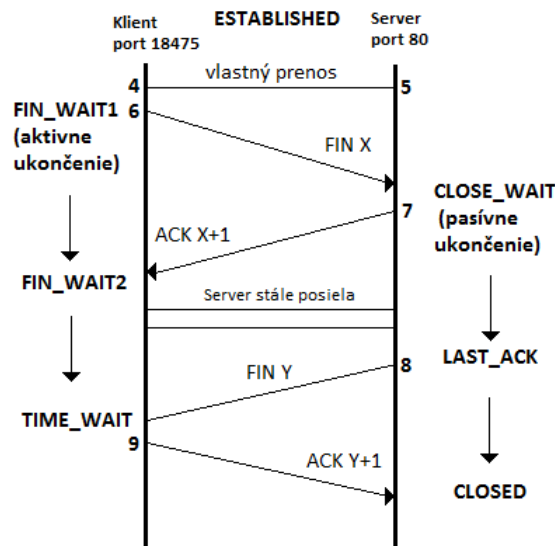 Klient
port 18475
ESTABLISHED
Server
port 80
vlastný prenos
4
5
6
FIN_WAIT1
(aktivne
ukončenie)
FIN X
CLOSE_WAIT
(pasívne
ukončenie)
7
ACK X+1
FIN_WAIT2
Server stále posiela
8
LAST_ACK
FIN Y
TIME_WAIT
9
ACK Y+1
CLOSED